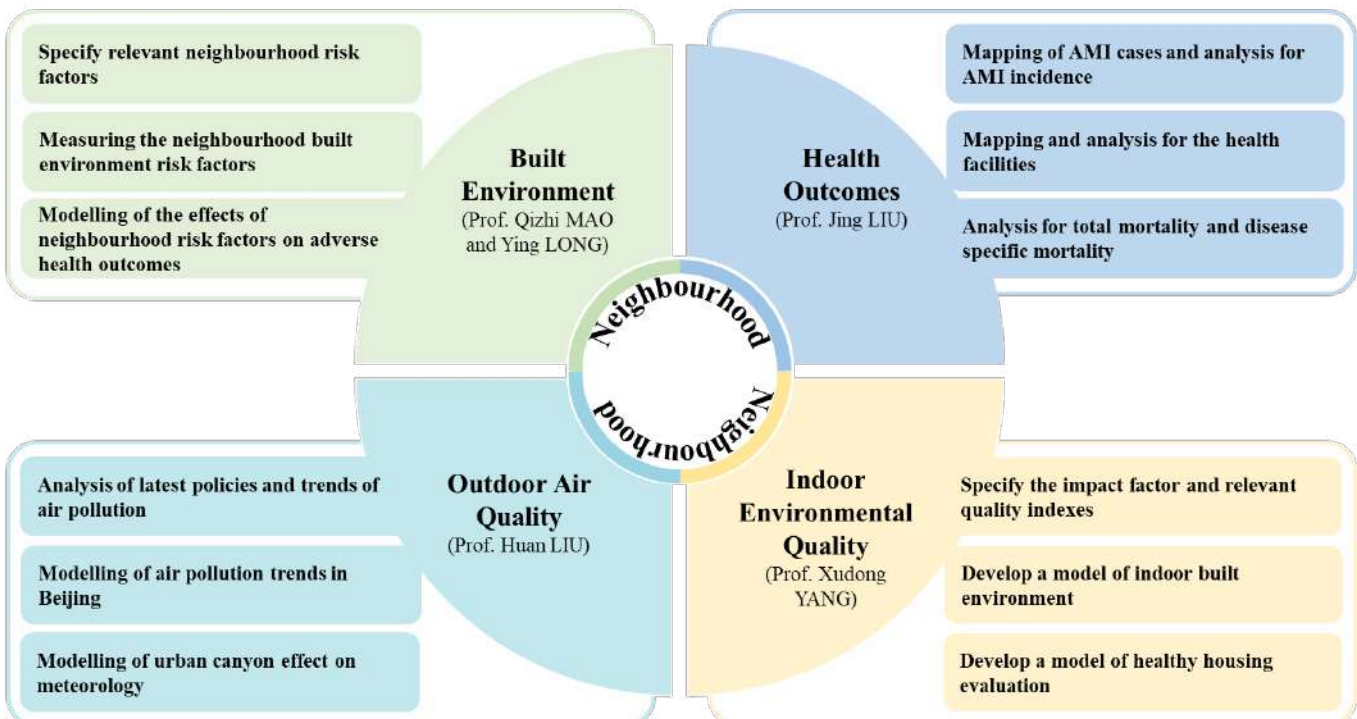 Specify relevant neighbourhood risk
factors
Measuring the neighbourhood built
environment risk factors
Modelling of the effects of
neighbourhood risk factors on adverse
health outcomes
Built
Environment
(Prof. Qizhi MAO
and Ying LONG)
Health
Outcomes
(Prof. Jing LIU)
Mapping of AMI cases and analysis for
AMI incidence
Mapping and analysis for the health
facilities
Analysis for total mortality and disease
specific mortality
Neighbourhood
Neighbourhood
Analysis of latest policies and trends of
air pollution
Modelling of air pollution trends in
Beijing
Modelling of urban canyon effect on
meteorology
Outdoor Air
Quality
(Prof. Huan LIU)
Indoor
Environmental
Quality
(Prof. Xudong
YANG)
Specify the impact factor and relevant
quality indexes
Develop a model of indoor built
environment
Develop a model of healthy housing
evaluation